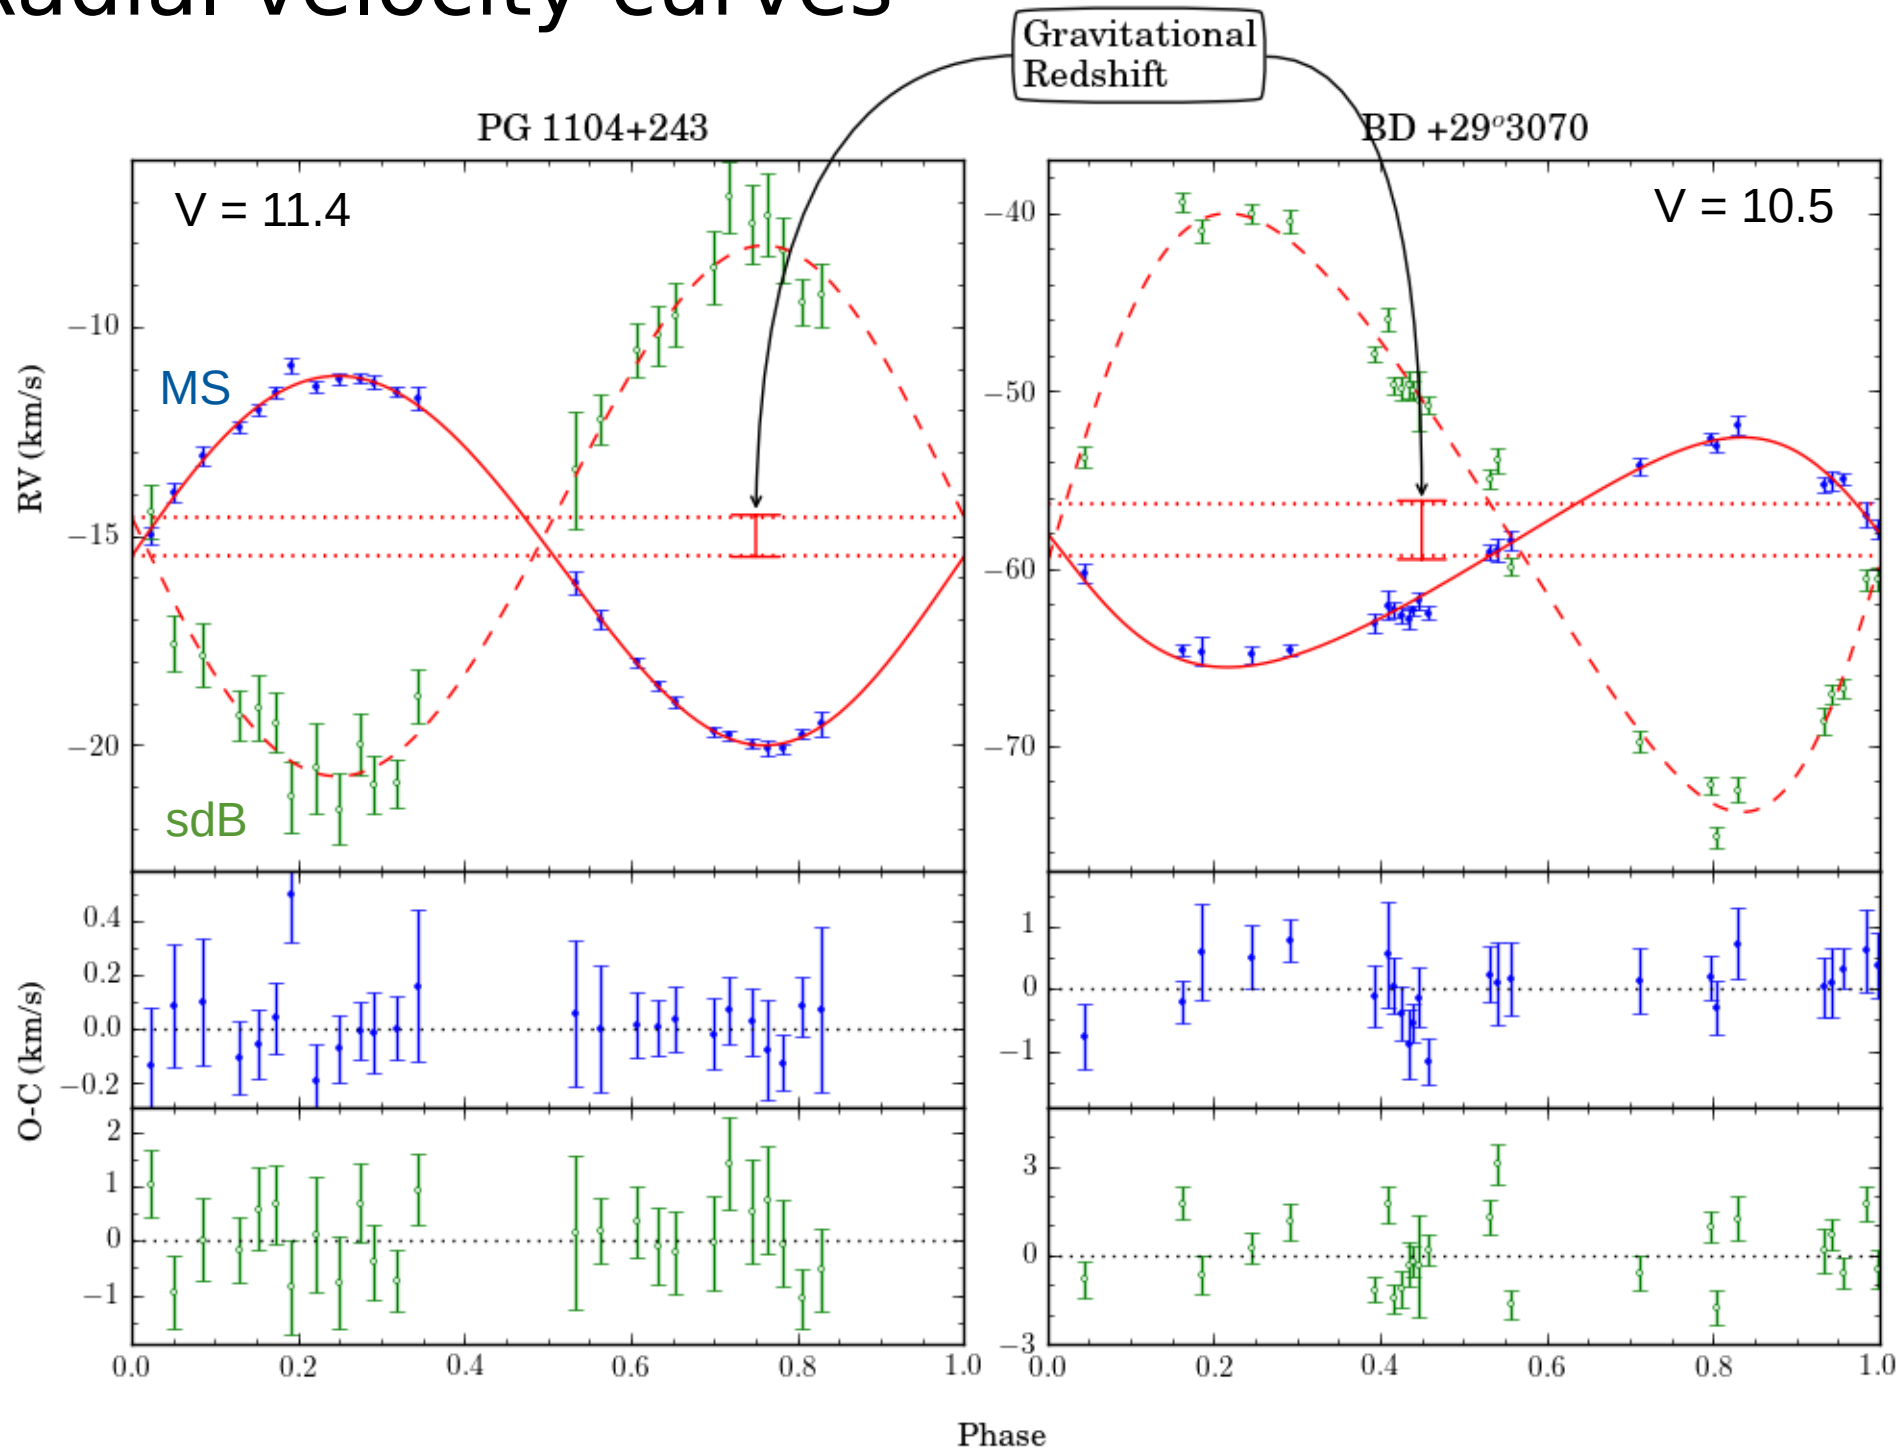 Radial velocity curves
Gravitational
Redshift
PG 1104+243
BD +29°3070
V = 11.4
V = 10.5
MS
sdB
RV (km/s)
−10
−15
−20
−40
−50
−60
−70
O-C (km/s)
0.4
0.2
0.0
−0.2
2
1
0
−1
1
0
−1
3
0
−3
0.0 0.2 0.4 0.6 0.8 1.0
0.0 0.2 0.4 0.6 0.8 1.0
Phase